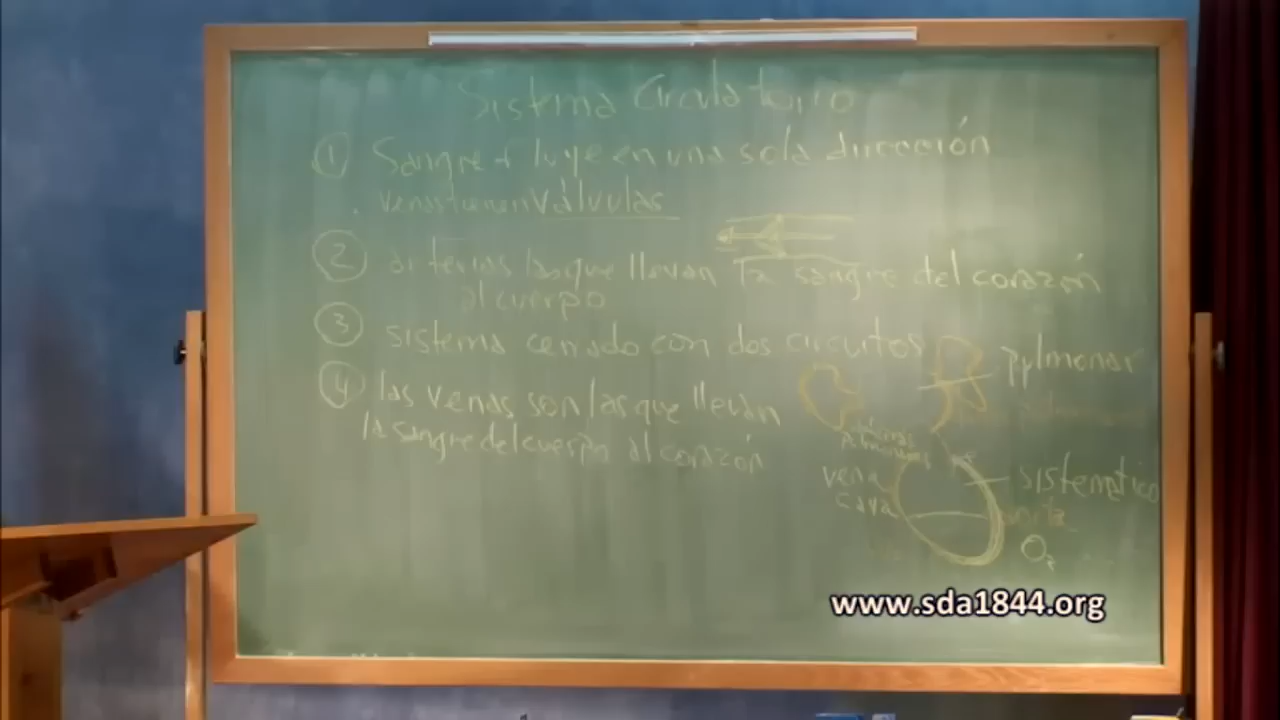 Sistema Circulatorio
① Sangre fluye en una sola dirección
venas tienen válvulas
② arterias las que llevan la sangre del corazón
al cuerpo
③ sistema cerrado con dos circuitos
pulmonar
④ las venas son las que llevan
la sangre del cuerpo al corazón
vena
cava
sistemático
aorta
O₂
www.sda1844.org